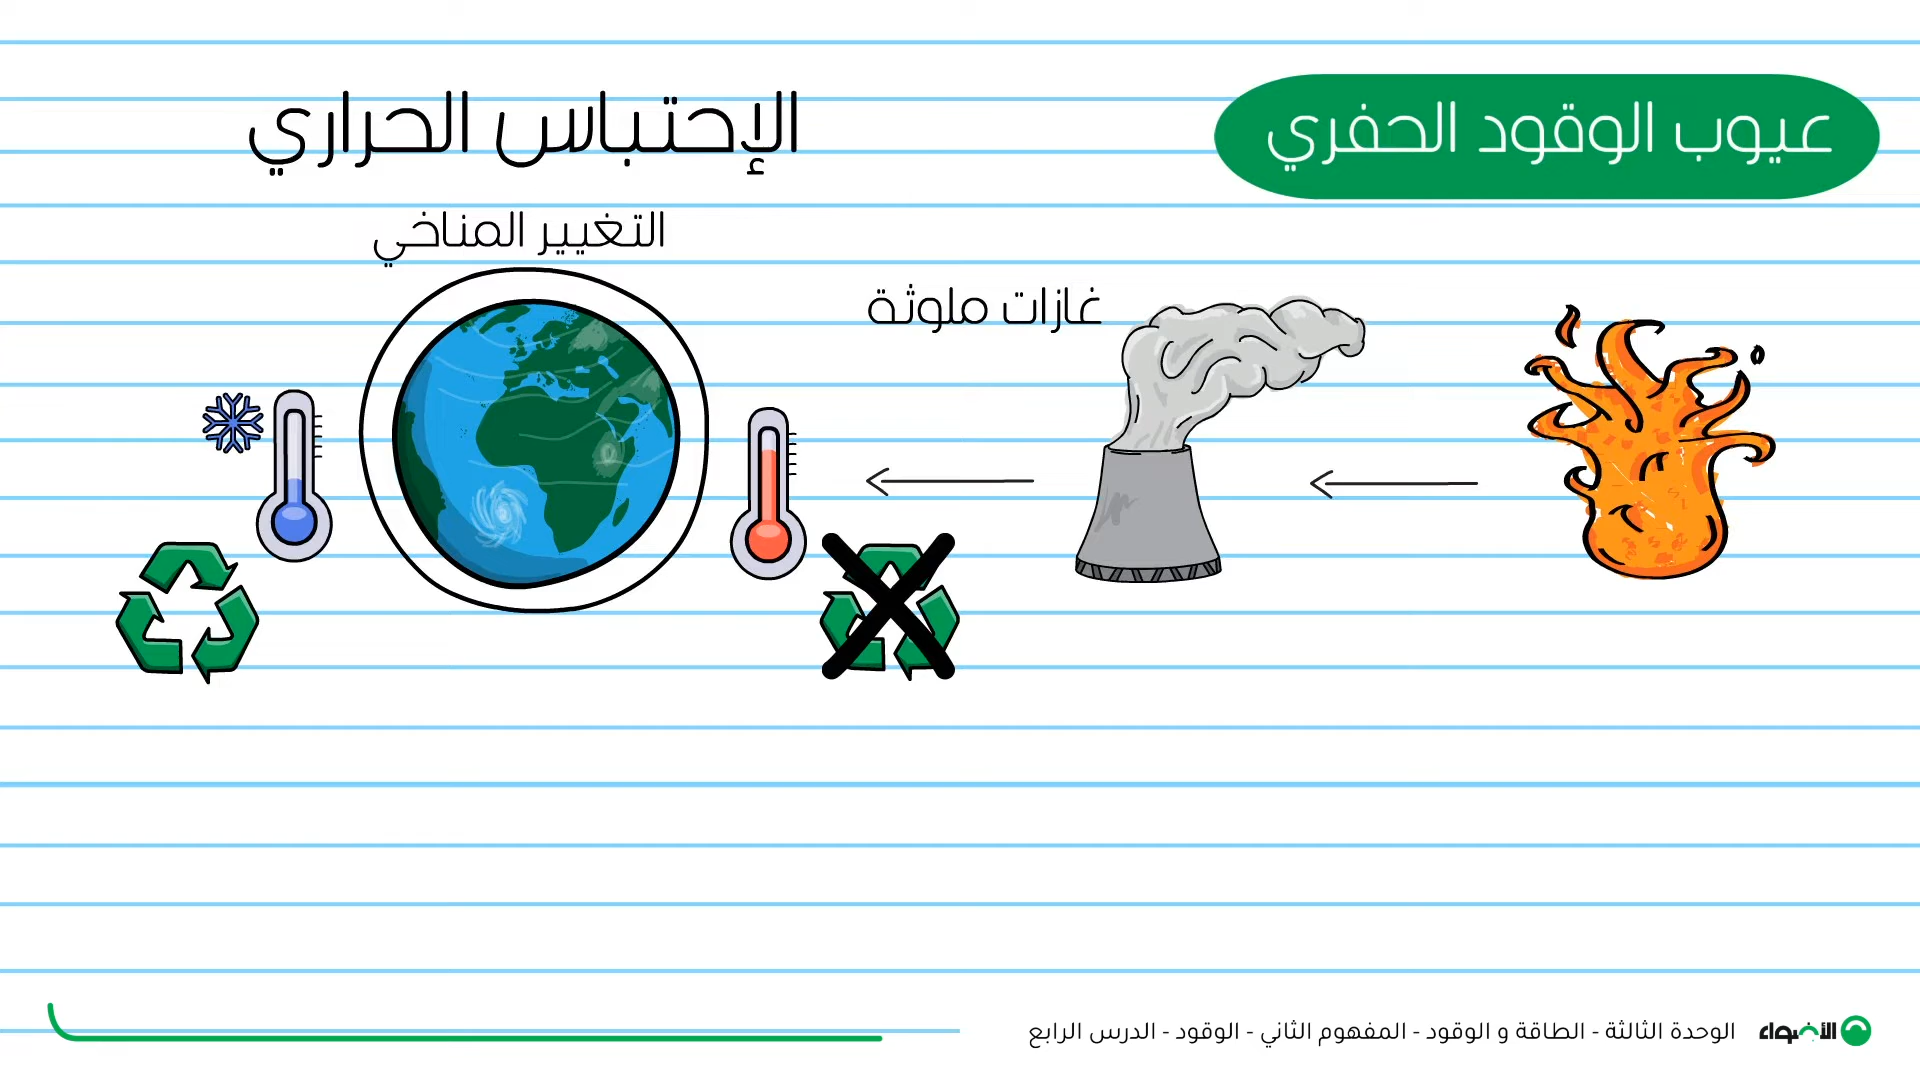 عيوب الوقود الحفري
الإحتباس الحراري
التغيير المناخي
غازات ملوثة
الأضواء
الوحدة الثالثة - الطاقة و الوقود - المفهوم الثاني - الوقود - الدرس الرابع